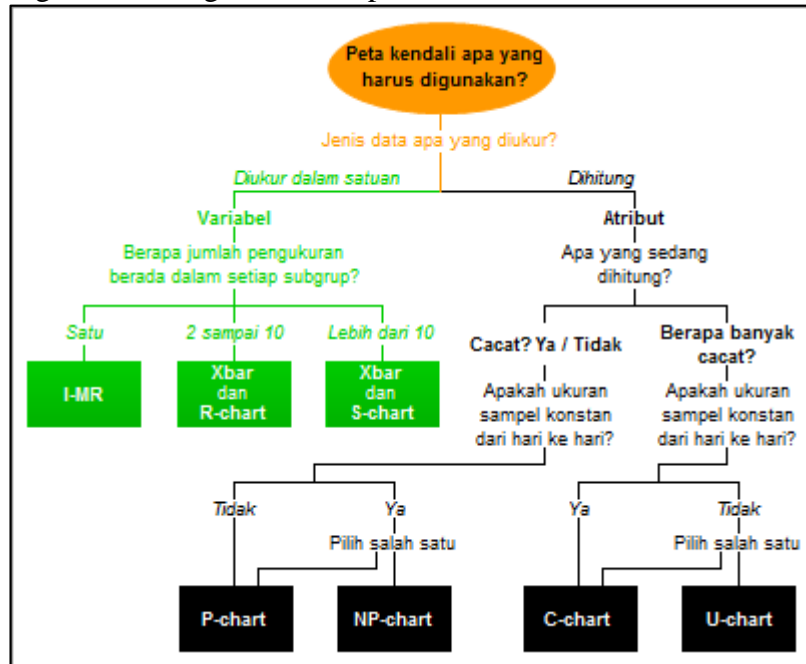 Peta kendali apa yang
harus digunakan?
Jenis data apa yang diukur?
Diukur dalam satuan
Dihitung
Variabel
Atribut
Berapa jumlah pengukuran
berada dalam setiap subgrup?
Apa yang sedang
dihitung?
Satu
2 sampai 10
Lebih dari 10
Cacat? Ya / Tidak
Berapa banyak
cacat?
I-MR
Xbar
dan
R-chart
Xbar
dan
S-chart
Apakah ukuran
sampel konstan
dari hari ke hari?
Apakah ukuran
sampel konstan
dari hari ke hari?
Tidak
Ya
Ya
Tidak
Pilih salah satu
Pilih salah satu
P-chart
NP-chart
C-chart
U-chart